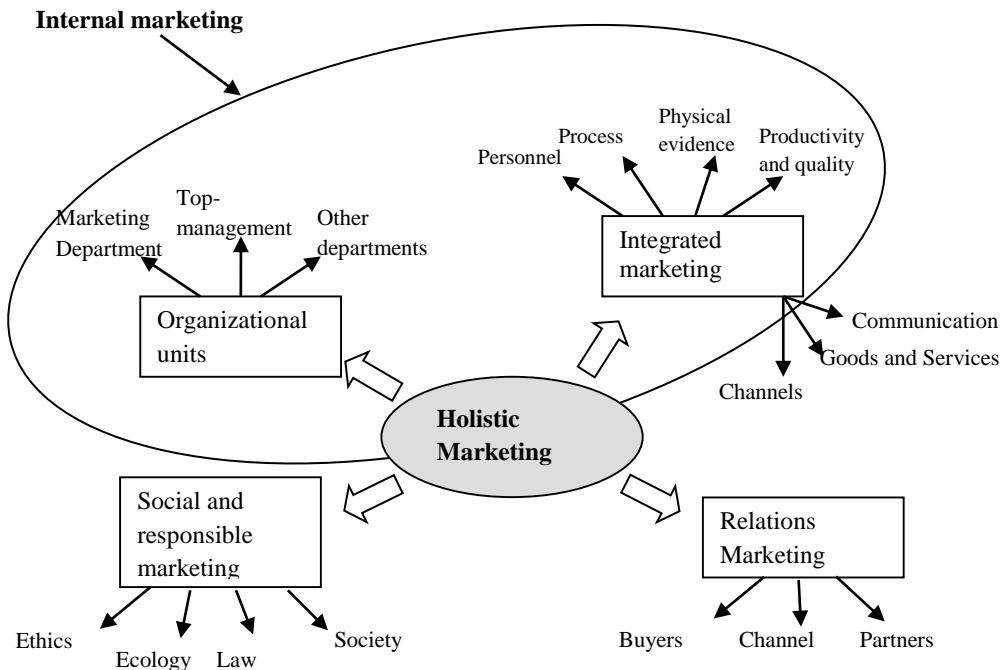 Internal marketing
Physical
evidence
Process
Productivity
and quality
Personnel
Top-
management
Marketing
Department
Other
departments
Integrated
marketing
Organizational
units
Communication
Goods and Services
Channels
Holistic
Marketing
Social and
responsible
marketing
Relations
Marketing
Ethics
Ecology
Law
Society
Buyers
Channel
Partners